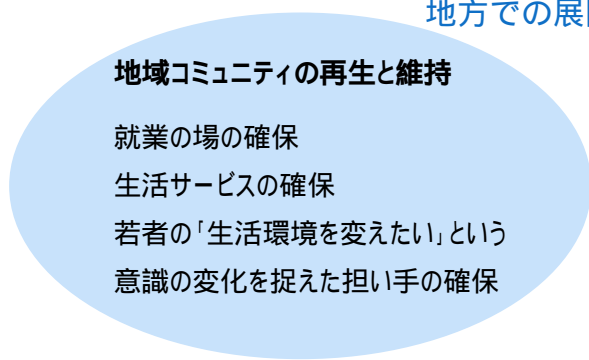 地方での展
地域コミュニティの再生と維持
就業の場の確保
生活サービスの確保
若者の「生活環境を変えたい」という
意識の変化を捉えた担い手の確保